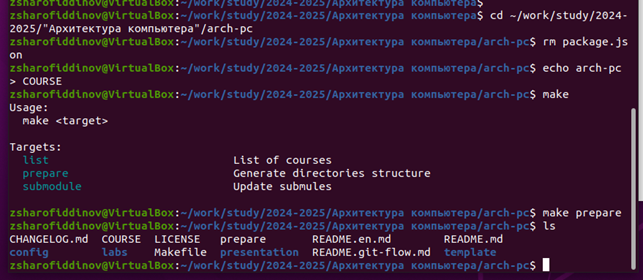 zsharofiddinov@VirtualBox:~/work/study/2024-2025/Архитектура компьютера$
zsharofiddinov@VirtualBox:~/work/study/2024-2025/Архитектура компьютера$ cd ~/work/study/2024-
2025/"Архитектура компьютера"/arch-pc
zsharofiddinov@VirtualBox:~/work/study/2024-2025/Архитектура компьютера/arch-pc$ rm package.js
on
zsharofiddinov@VirtualBox:~/work/study/2024-2025/Архитектура компьютера/arch-pc$ echo arch-pc
> COURSE
zsharofiddinov@VirtualBox:~/work/study/2024-2025/Архитектура компьютера/arch-pc$ make
Usage:
  make <target>

Targets:
  list                            List of courses
  prepare                         Generate directories structure
  submodule                       Update submules

zsharofiddinov@VirtualBox:~/work/study/2024-2025/Архитектура компьютера/arch-pc$ make prepare
zsharofiddinov@VirtualBox:~/work/study/2024-2025/Архитектура компьютера/arch-pc$ ls
CHANGELOG.md  COURSE  LICENSE   prepare       README.en.md        README.md
config        labs    Makefile  presentation  README.git-flow.md  template
zsharofiddinov@VirtualBox:~/work/study/2024-2025/Архитектура компьютера/arch-pc$